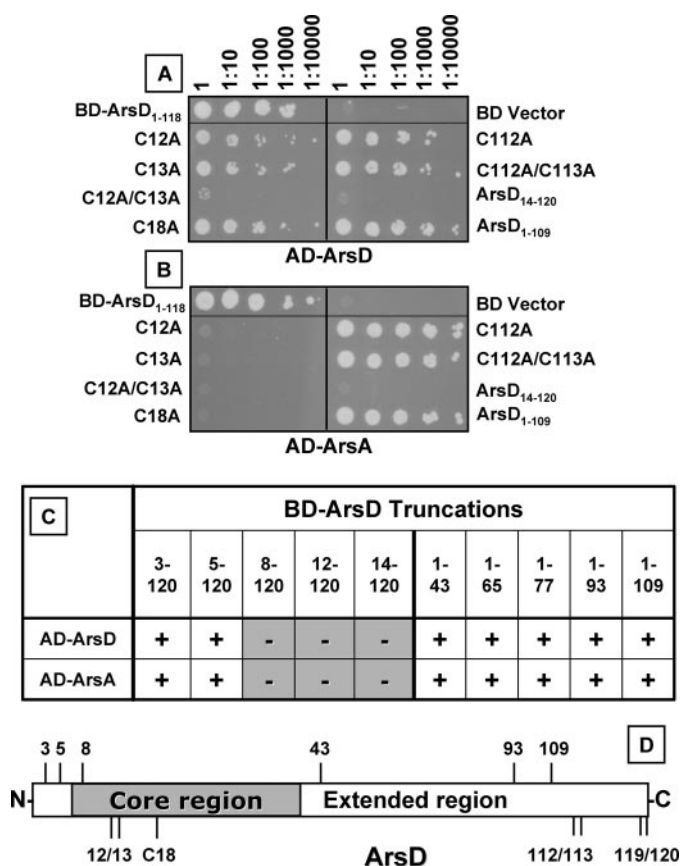 1 1:10 1:100 1:1000 1:10000 1 1:10 1:100 1:1000 1:10000
A
BD-ArsD1-118 BD Vector
C12A C112A
C13A C112A/C113A
C12A/C13A ArsD14-120
C18A ArsD1-109
AD-ArsD
B
BD-ArsD1-118 BD Vector
C12A C112A
C13A C112A/C113A
C12A/C13A ArsD14-120
C18A ArsD1-109
AD-ArsA
C BD-ArsD Truncations
3-120 5-120 8-120 12-120 14-120 1-43 1-65 1-77 1-93 1-109
AD-ArsD + + - - - + + + + +
AD-ArsA + + - - - + + + + +
D
3 5 8 43 93 109
N- Core region Extended region -C
12/13 C18 ArsD 112/113 119/120